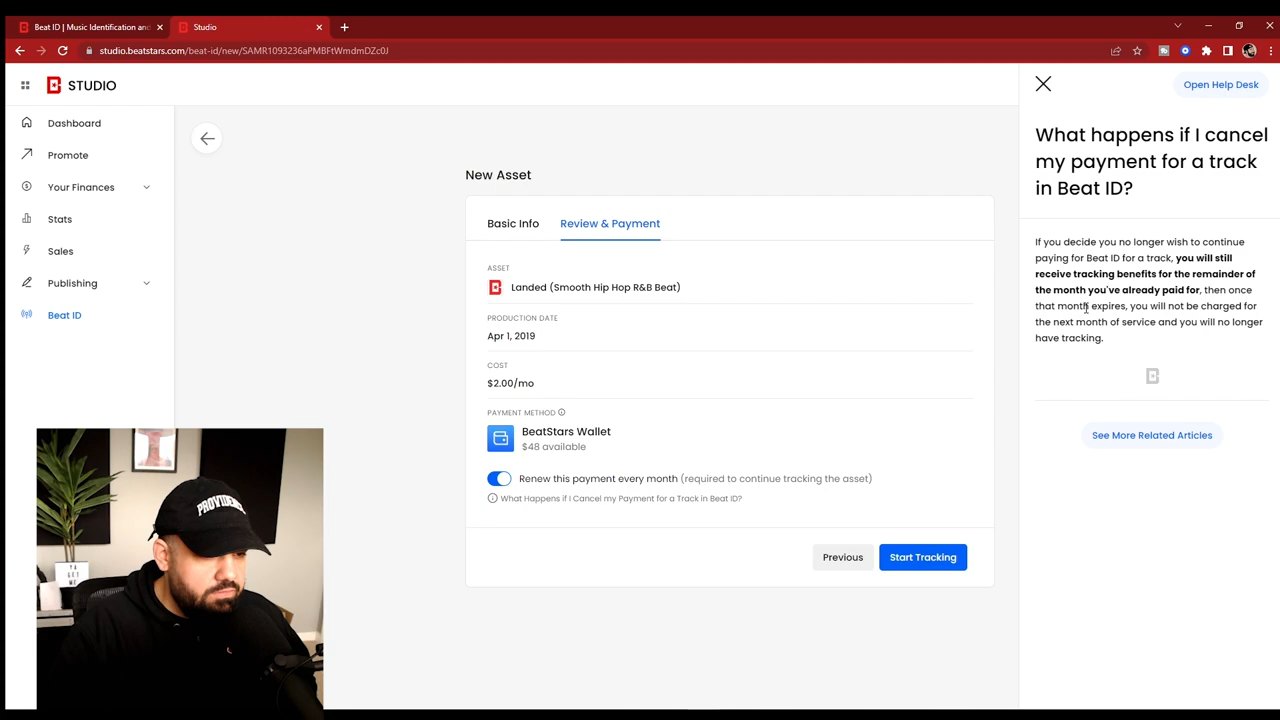 Beat ID | Music Identification and
Studio
studio.beatstars.com/beat-id/new/SAMR1093236aPMBFtWmdmDZc0J
STUDIO
Dashboard
Promote
Your Finances
Stats
Sales
Publishing
Beat ID
New Asset
Basic Info
Review & Payment
ASSET
Landed (Smooth Hip Hop R&B Beat)
PRODUCTION DATE
Apr 1, 2019
COST
$2.00/mo
PAYMENT METHOD
BeatStars Wallet
$48 available
Renew this payment every month (required to continue tracking the asset)
What Happens if I Cancel my Payment for a Track in Beat ID?
Previous
Start Tracking
Open Help Desk
What happens if I cancel
my payment for a track
in Beat ID?
If you decide you no longer wish to continue
paying for Beat ID for a track, you will still
receive tracking benefits for the remainder of
the month you've already paid for, then once
that month expires, you will not be charged for
the next month of service and you will no longer
have tracking.
See More Related Articles
YA
GET
ME